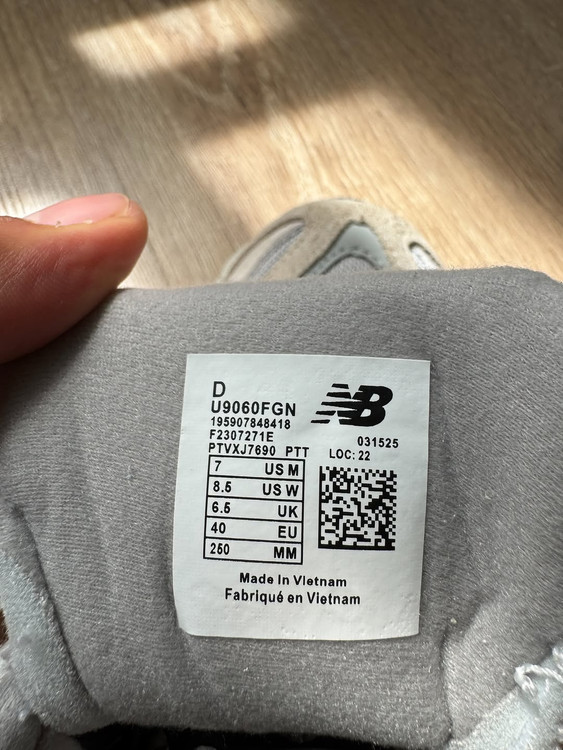 D
U9060FGN
NB
195907848418
F2307271E
031525
PTVXJ7690 PTT
LOC: 22
7 US M
8.5 US W
6.5 UK
40 EU
250 MM
Made In Vietnam
Fabriqué en Vietnam